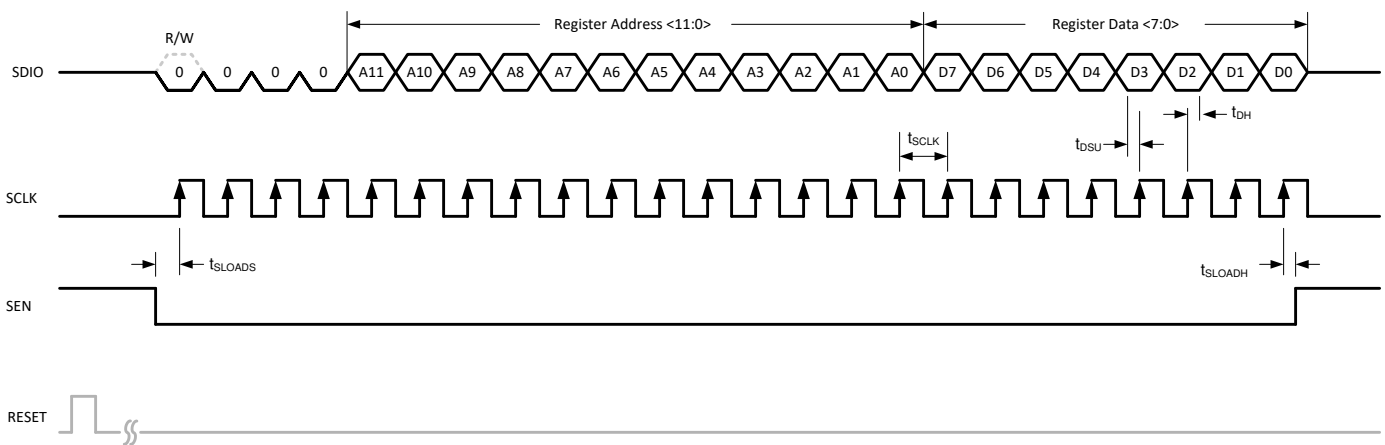 Register Address <11:0> Register Data <7:0>
R/W
SDIO 0 0 0 0 A11 A10 A9 A8 A7 A6 A5 A4 A3 A2 A1 A0 D7 D6 D5 D4 D3 D2 D1 D0
tDH
tSCLK
tDSU
SCLK
tSLOADS tSLOADH
SEN
RESET